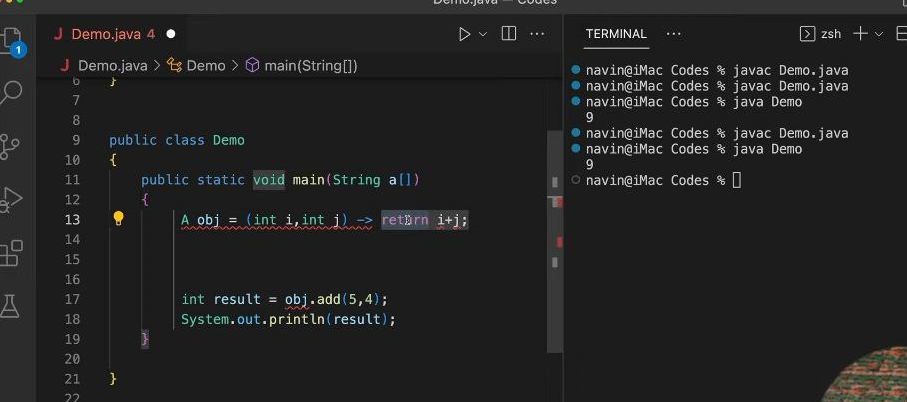 Demo.java — Codes
Demo.java 4
Demo.java > Demo > main(String[])
1
6 }
7
8
9 public class Demo
10 {
11 public static void main(String a[])
12 {
13 A obj = (int i,int j) -> return i+j;
14
15
16
17 int result = obj.add(5,4);
18 System.out.println(result);
19 }
20
21 }
22
TERMINAL
zsh
navin@iMac Codes % javac Demo.java
navin@iMac Codes % javac Demo.java
navin@iMac Codes % java Demo
9
navin@iMac Codes % javac Demo.java
navin@iMac Codes % java Demo
9
navin@iMac Codes %